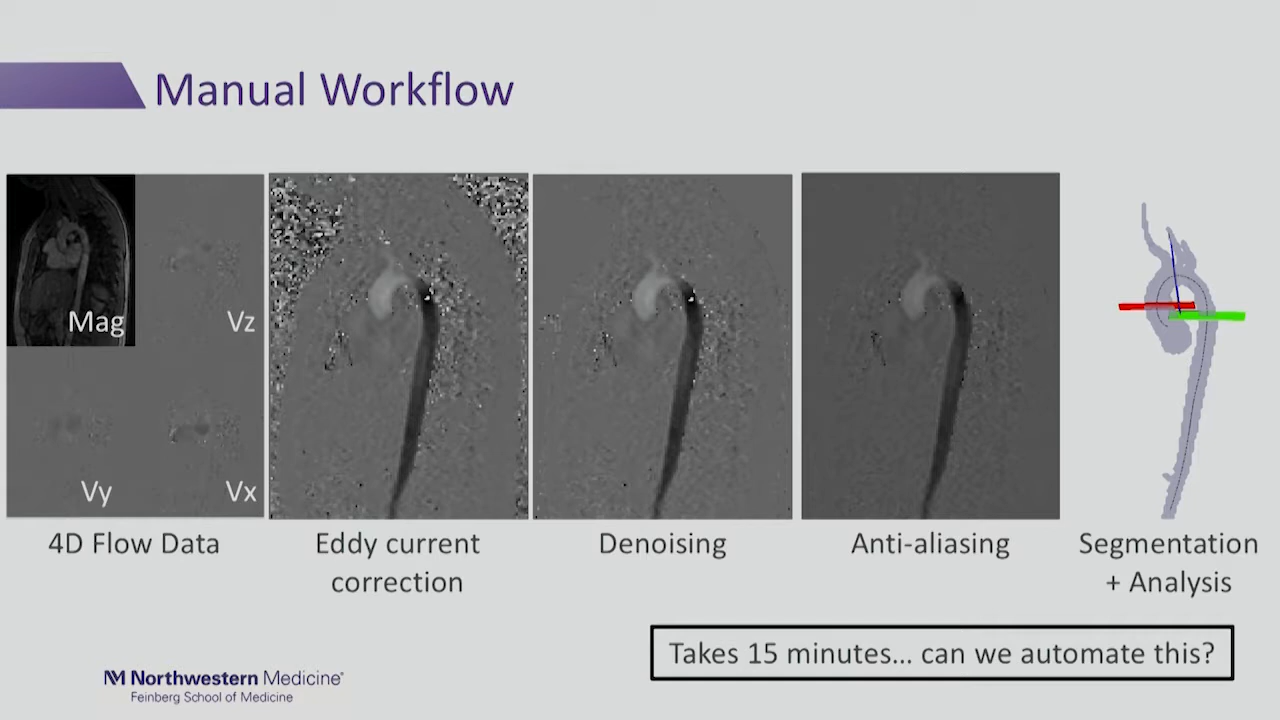 Manual Workflow
Mag
Vz
Vy
Vx
4D Flow Data
Eddy current
correction
Denoising
Anti-aliasing
Segmentation
+ Analysis
Takes 15 minutes... can we automate this?
NM Northwestern Medicine®
Feinberg School of Medicine